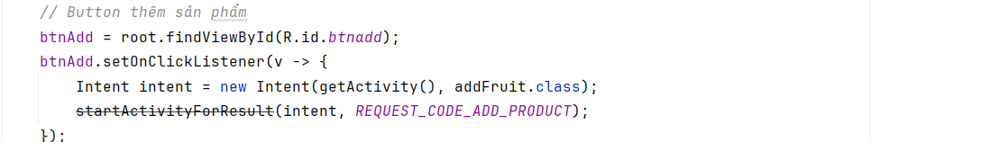 // Button thêm sản phẩm
btnAdd = root.findViewById(R.id.btnadd);
btnAdd.setOnClickListener(v -> {
Intent intent = new Intent(getActivity(), addFruit.class);
startActivityForResult(intent, REQUEST_CODE_ADD_PRODUCT);
});